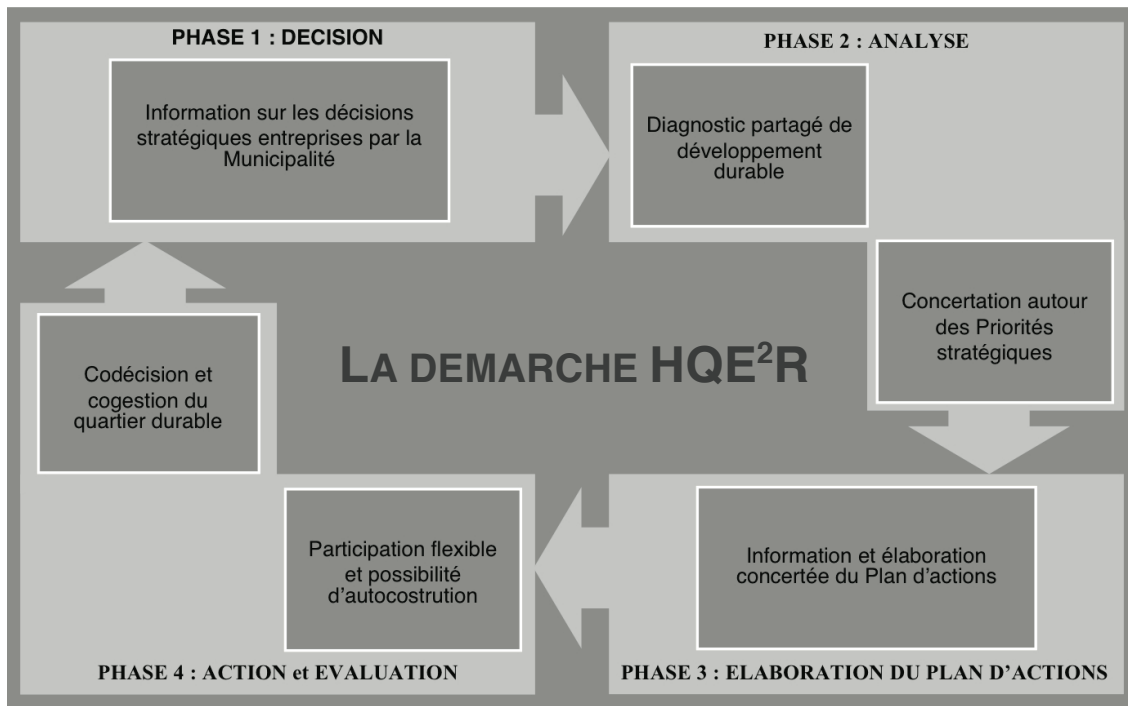 PHASE 1 : DECISION
Information sur les décisions
stratégiques entreprises par la
Municipalité
PHASE 2 : ANALYSE
Diagnostic partagé de
développement
durable
Concertation autour
des Priorités
stratégiques
LA DEMARCHE HQE²R
Codécision et
cogestion du
quartier durable
Participation flexible
et possibilité
d'autocostrution
PHASE 4 : ACTION et EVALUATION
Information et élaboration
concertée du Plan d'actions
PHASE 3 : ELABORATION DU PLAN D'ACTIONS